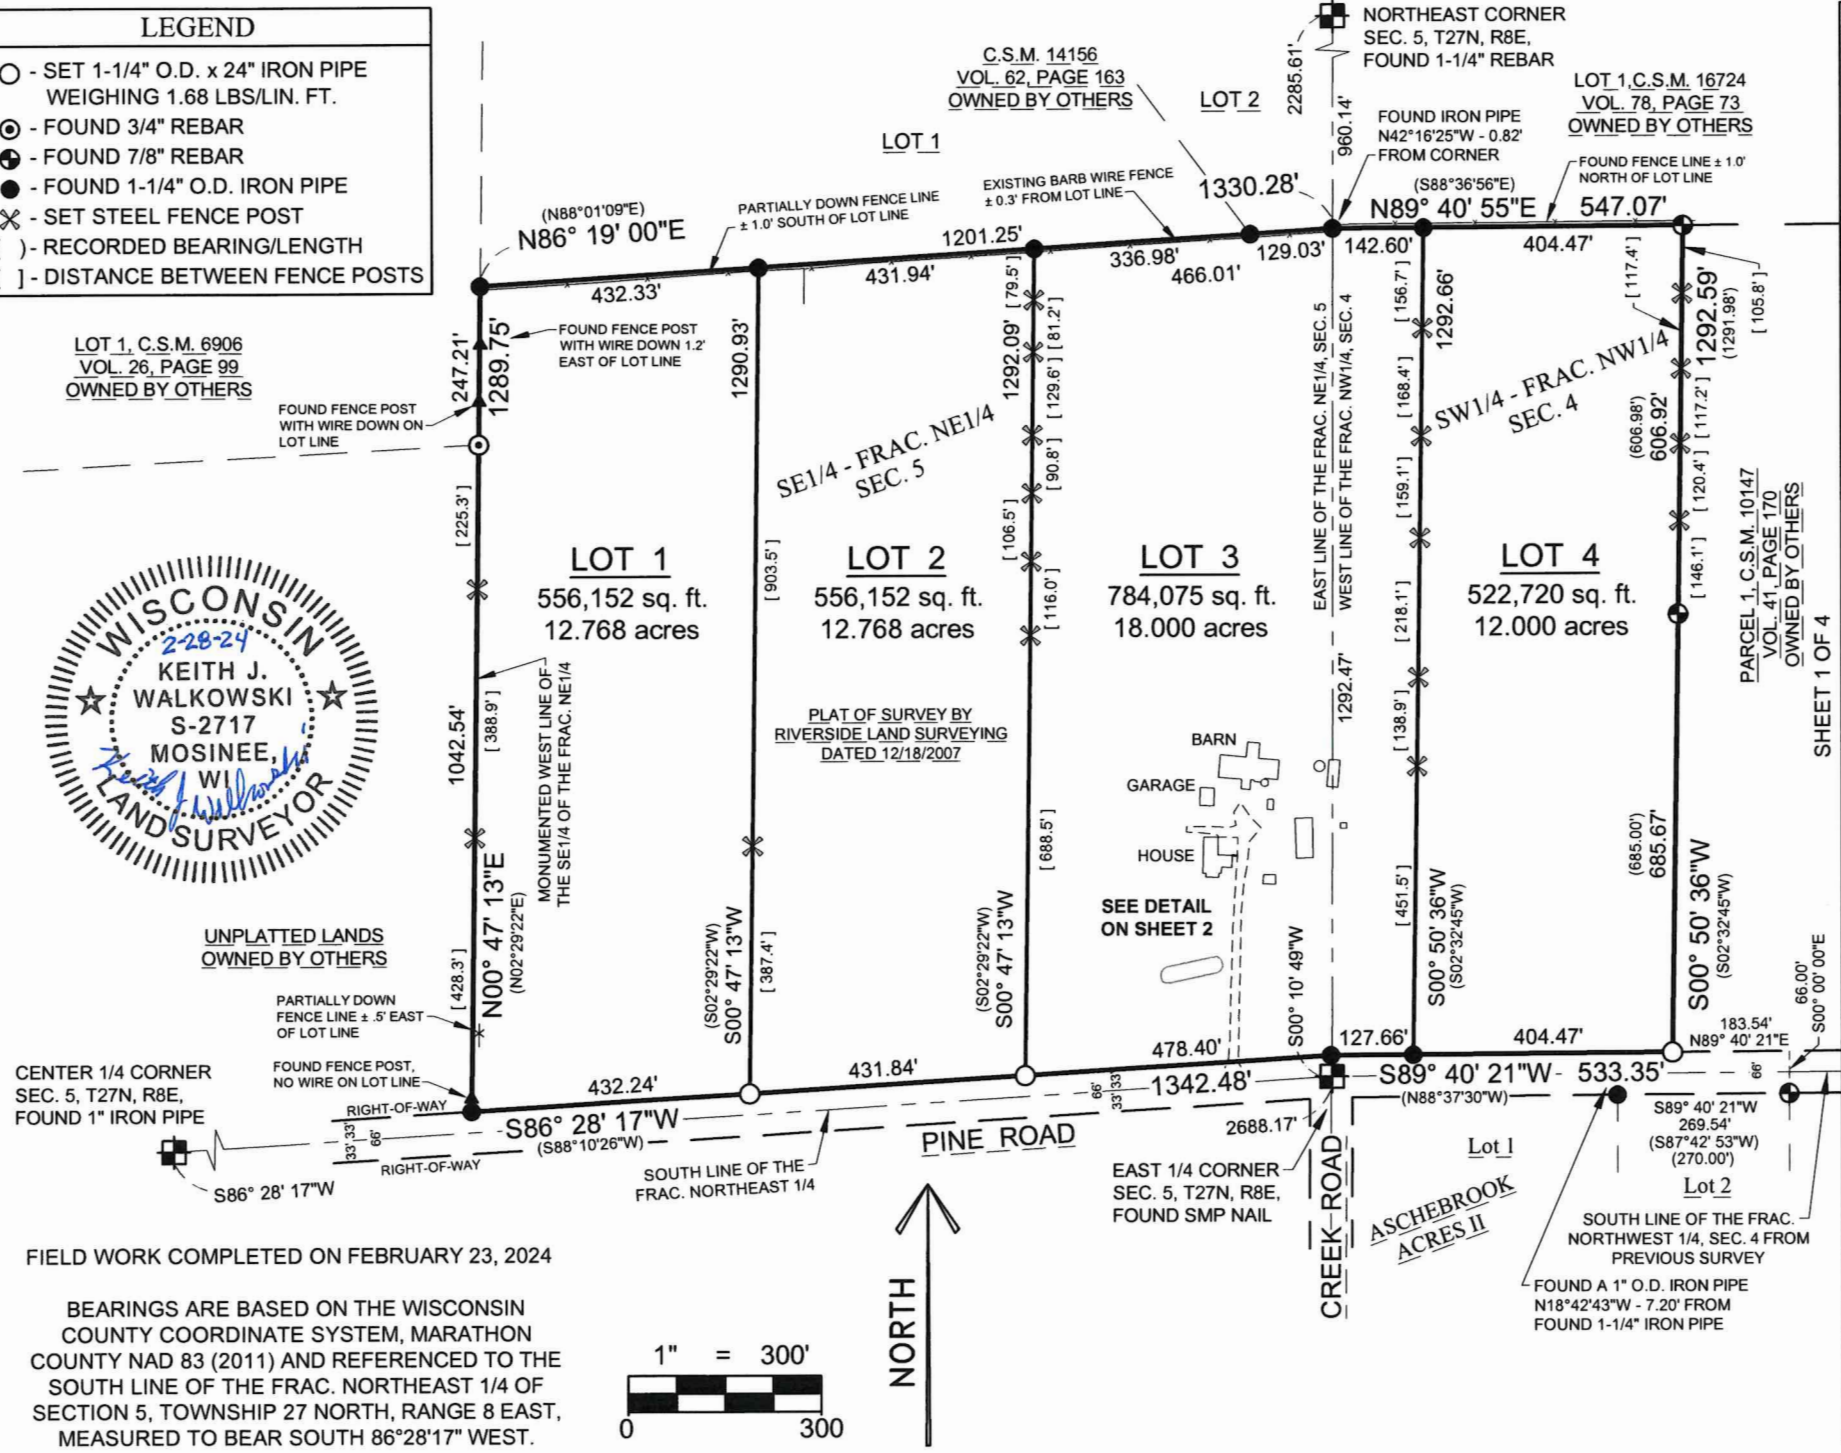 LEGEND
- SET 1-1/4" O.D. x 24" IRON PIPE
WEIGHING 1.68 LBS/LIN. FT.
- FOUND 3/4" REBAR
- FOUND 7/8" REBAR
- FOUND 1-1/4" O.D. IRON PIPE
- SET STEEL FENCE POST
) - RECORDED BEARING/LENGTH
] - DISTANCE BETWEEN FENCE POSTS
NORTHEAST CORNER
SEC. 5, T27N, R8E,
FOUND 1-1/4" REBAR
2285.61'
960.14'
C.S.M. 14156
VOL. 62, PAGE 163
OWNED BY OTHERS
LOT 2
LOT 1
LOT 1, C.S.M. 16724
VOL. 78, PAGE 73
OWNED BY OTHERS
FOUND IRON PIPE
N42°16'25"W - 0.82'
FROM CORNER
FOUND FENCE LINE ± 1.0'
NORTH OF LOT LINE
(S88°36'56"E)
N89° 40' 55"E 547.07'
142.60'
404.47'
1330.28'
EXISTING BARB WIRE FENCE
± 0.3' FROM LOT LINE
PARTIALLY DOWN FENCE LINE
± 1.0' SOUTH OF LOT LINE
(N88°01'09"E)
N86° 19' 00"E
1201.25'
432.33'
431.94'
336.98'
466.01'
129.03'
LOT 1, C.S.M. 6906
VOL. 26, PAGE 99
OWNED BY OTHERS
247.21'
1289.75'
FOUND FENCE POST
WITH WIRE DOWN 1.2'
EAST OF LOT LINE
FOUND FENCE POST
WITH WIRE DOWN ON
LOT LINE
[ 225.3' ]
1042.54'
[ 388.9' ]
[ 428.3' ]
N00° 47' 13"E
(N02°29'22"E)
MONUMENTED WEST LINE OF
THE SE1/4 OF THE FRAC. NE1/4
1290.93'
[ 903.5' ]
[ 387.4' ]
(S02°29'22"W)
S00° 47' 13"W
1292.09'
[ 79.5' ]
[ 81.2' ]
[ 129.6' ]
[ 90.8' ]
[ 106.5' ]
[ 116.0' ]
[ 688.5' ]
(S02°29'22"W)
S00° 47' 13"W
SE1/4 - FRAC. NE1/4
SEC. 5
SW1/4 - FRAC. NW1/4
SEC. 4
EAST LINE OF THE FRAC. NE1/4, SEC. 5
WEST LINE OF THE FRAC. NW1/4, SEC. 4
1292.47'
S00° 10' 49"W
[ 156.7' ]
1292.66'
[ 168.4' ]
[ 159.1' ]
[ 218.1' ]
[ 138.9' ]
[ 451.5' ]
S00° 50' 36"W
(S02°32'45"W)
[ 117.4' ]
1292.59'
(1291.98')
[ 105.8' ]
(606.98')
606.92'
[ 117.2' ]
[ 120.4' ]
[ 146.1' ]
(685.00')
685.67'
S00° 50' 36"W
(S02°32'45"W)
PARCEL 1, C.S.M. 10147
VOL. 41, PAGE 170
OWNED BY OTHERS
SHEET 1 OF 4
LOT 1
556,152 sq. ft.
12.768 acres
LOT 2
556,152 sq. ft.
12.768 acres
LOT 3
784,075 sq. ft.
18.000 acres
LOT 4
522,720 sq. ft.
12.000 acres
PLAT OF SURVEY BY
RIVERSIDE LAND SURVEYING
DATED 12/18/2007
BARN
GARAGE
HOUSE
SEE DETAIL
ON SHEET 2
WISCONSIN
2-28-24
KEITH J.
WALKOWSKI
S-2717
MOSINEE,
WI
Keith J Walkowski
LAND SURVEYOR
UNPLATTED LANDS
OWNED BY OTHERS
PARTIALLY DOWN
FENCE LINE ± .5' EAST
OF LOT LINE
FOUND FENCE POST,
NO WIRE ON LOT LINE
CENTER 1/4 CORNER
SEC. 5, T27N, R8E,
FOUND 1" IRON PIPE
RIGHT-OF-WAY
33' 33'
66'
RIGHT-OF-WAY
S86° 28' 17"W
432.24'
431.84'
478.40'
127.66'
404.47'
S86° 28' 17"W
(S88°10'26"W)
66'
33' 33'
1342.48'
S89° 40' 21"W - 533.35'
(N88°37'30"W)
2688.17'
PINE ROAD
SOUTH LINE OF THE
FRAC. NORTHEAST 1/4
EAST 1/4 CORNER
SEC. 5, T27N, R8E,
FOUND SMP NAIL
CREEK ROAD
ASCHEBROOK
ACRES II
Lot 1
183.54'
N89° 40' 21"E
66'
66.00'
S00° 00' 00"E
S89° 40' 21"W
269.54'
(S87°42' 53"W)
(270.00')
Lot 2
SOUTH LINE OF THE FRAC.
NORTHWEST 1/4, SEC. 4 FROM
PREVIOUS SURVEY
FOUND A 1" O.D. IRON PIPE
N18°42'43"W - 7.20' FROM
FOUND 1-1/4" IRON PIPE
FIELD WORK COMPLETED ON FEBRUARY 23, 2024
BEARINGS ARE BASED ON THE WISCONSIN
COUNTY COORDINATE SYSTEM, MARATHON
COUNTY NAD 83 (2011) AND REFERENCED TO THE
SOUTH LINE OF THE FRAC. NORTHEAST 1/4 OF
SECTION 5, TOWNSHIP 27 NORTH, RANGE 8 EAST,
MEASURED TO BEAR SOUTH 86°28'17" WEST.
1" = 300'
0 300
NORTH